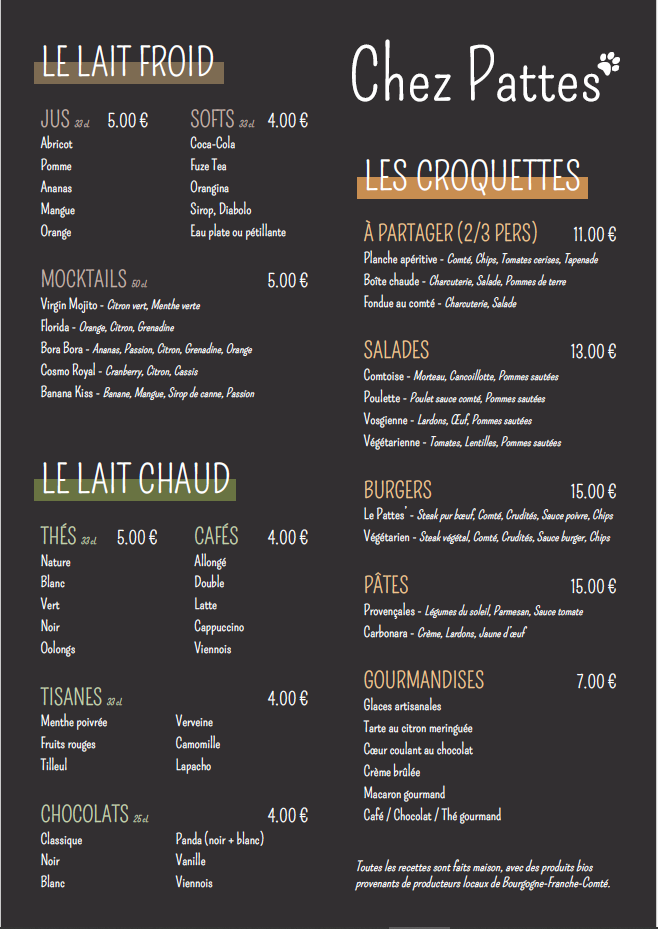 LE LAIT FROID
JUS 33 cl 5.00 €
Abricot
Pomme
Ananas
Mangue
Orange
SOFTS 33 cl 4.00 €
Coca-Cola
Fuze Tea
Orangina
Sirop, Diabolo
Eau plate ou pétillante
MOCKTAILS 50 cl 5.00 €
Virgin Mojito - Citron vert, Menthe verte
Florida - Orange, Citron, Grenadine
Bora Bora - Ananas, Passion, Citron, Grenadine, Orange
Cosmo Royal - Cranberry, Citron, Cassis
Banana Kiss - Banane, Mangue, Sirop de canne, Passion
LE LAIT CHAUD
THÉS 33 cl 5.00 €
Nature
Blanc
Vert
Noir
Oolongs
CAFÉS 4.00 €
Allongé
Double
Latte
Cappuccino
Viennois
TISANES 33 cl 4.00 €
Menthe poivrée
Fruits rouges
Tilleul
Verveine
Camomille
Lapacho
CHOCOLATS 25 cl 4.00 €
Classique
Noir
Blanc
Panda (noir + blanc)
Vanille
Viennois
Chez Pattes
LES CROQUETTES
À PARTAGER (2/3 PERS) 11.00 €
Planche apéritive - Comté, Chips, Tomates cerises, Tapenade
Boîte chaude - Charcuterie, Salade, Pommes de terre
Fondue au comté - Charcuterie, Salade
SALADES 13.00 €
Comtoise - Morteau, Cancoillotte, Pommes sautées
Poulette - Poulet sauce comté, Pommes sautées
Vosgienne - Lardons, Œuf, Pommes sautées
Végétarienne - Tomates, Lentilles, Pommes sautées
BURGERS 15.00 €
Le Pattes' - Steak pur bœuf, Comté, Crudités, Sauce poivre, Chips
Végétarien - Steak végétal, Comté, Crudités, Sauce burger, Chips
PÂTES 15.00 €
Provençales - Légumes du soleil, Parmesan, Sauce tomate
Carbonara - Crème, Lardons, Jaune d'œuf
GOURMANDISES 7.00 €
Glaces artisanales
Tarte au citron meringuée
Cœur coulant au chocolat
Crème brûlée
Macaron gourmand
Café / Chocolat / Thé gourmand
Toutes les recettes sont faits maison, avec des produits bios
provenants de producteurs locaux de Bourgogne-Franche-Comté.